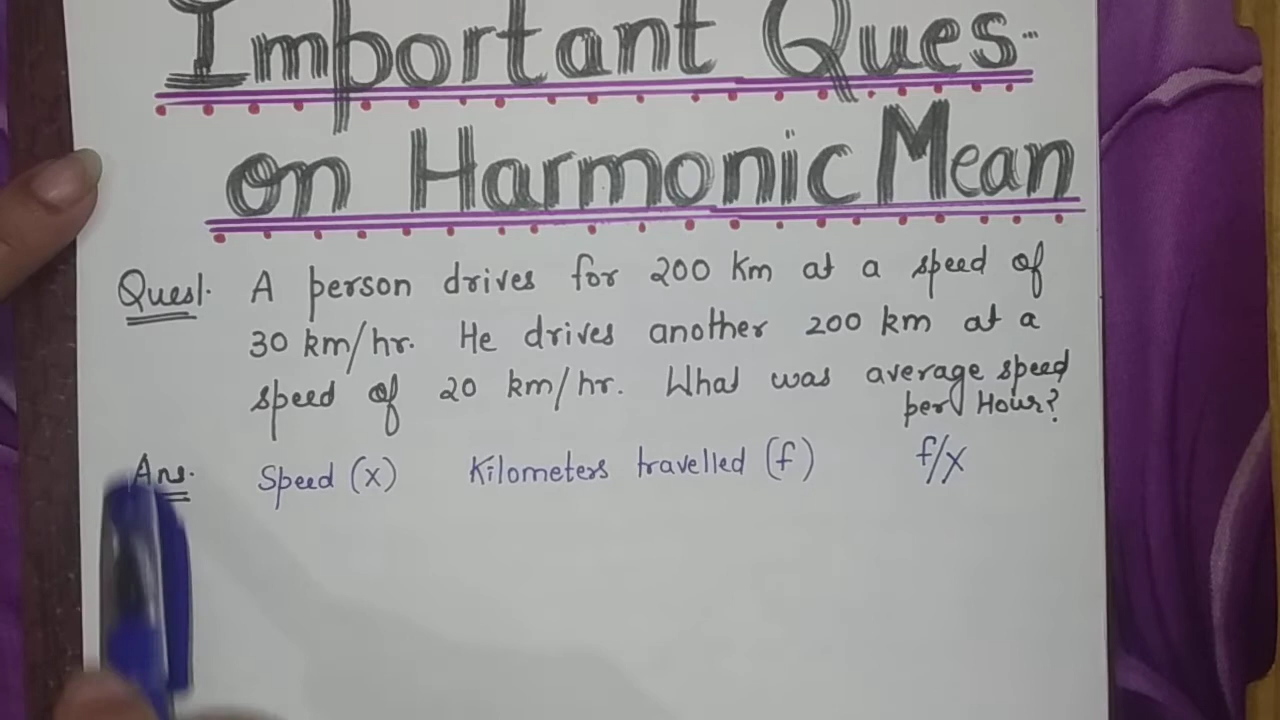 Important Ques..
on Harmonic Mean
Ques1. A person drives for 200 Km at a speed of
30 km/hr. He drives another 200 km at a
speed of 20 km/hr. What was average speed
per Hour?
Ans. Speed (x) Kilometers travelled (f) f/x